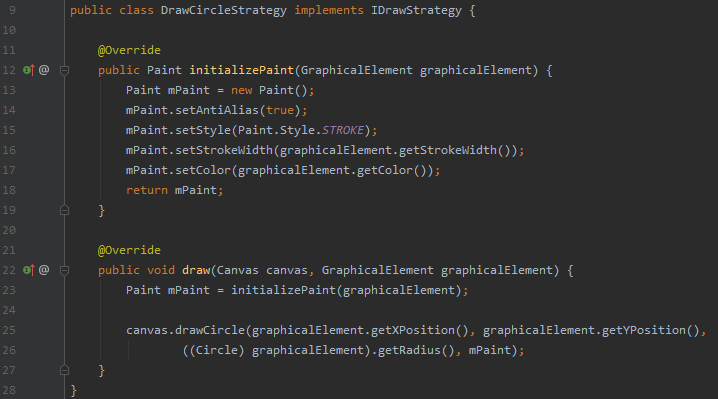 9 public class DrawCircleStrategy implements IDrawStrategy {
10
11 @Override
12 @ public Paint initializePaint(GraphicalElement graphicalElement) {
13 Paint mPaint = new Paint();
14 mPaint.setAntiAlias(true);
15 mPaint.setStyle(Paint.Style.STROKE);
16 mPaint.setStrokeWidth(graphicalElement.getStrokeWidth());
17 mPaint.setColor(graphicalElement.getColor());
18 return mPaint;
19 }
20
21 @Override
22 @ public void draw(Canvas canvas, GraphicalElement graphicalElement) {
23 Paint mPaint = initializePaint(graphicalElement);
24
25 canvas.drawCircle(graphicalElement.getXPosition(), graphicalElement.getYPosition(),
26 ((Circle) graphicalElement).getRadius(), mPaint);
27 }
28 }